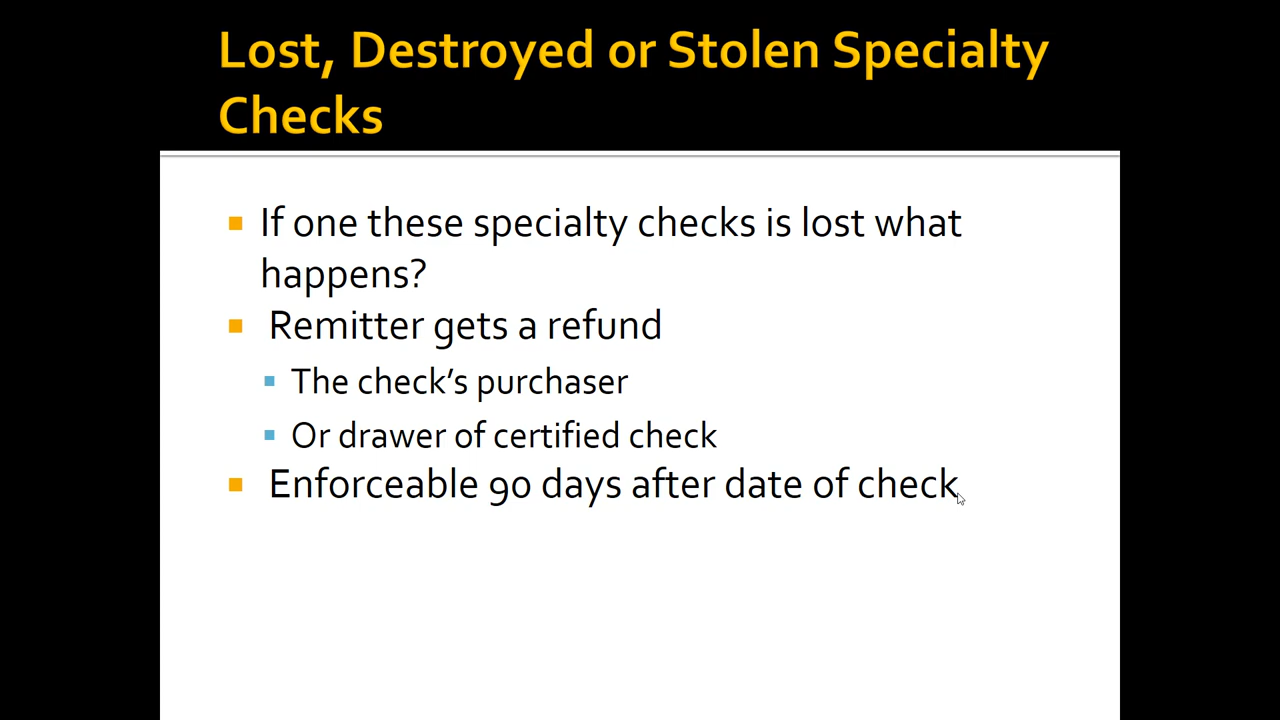 Lost, Destroyed or Stolen Specialty
Checks
If one these specialty checks is lost what
happens?
Remitter gets a refund
The check's purchaser
Or drawer of certified check
Enforceable 90 days after date of check